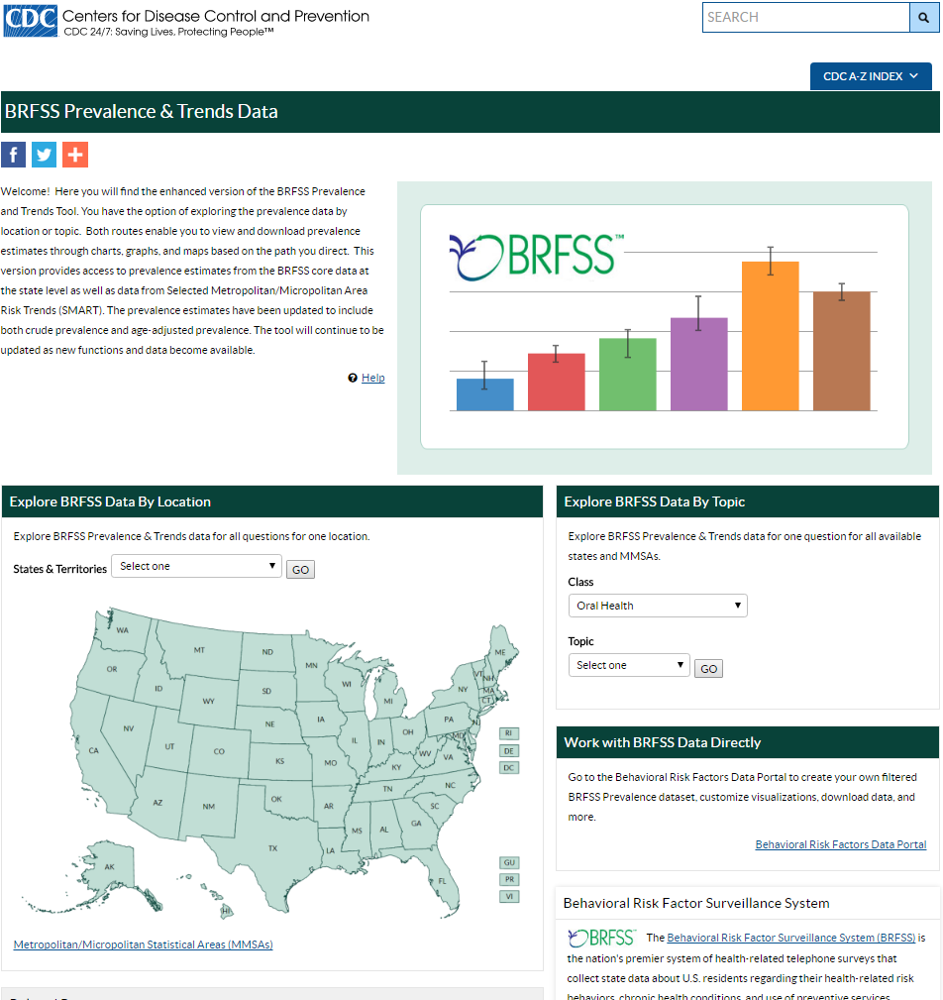 CDC Centers for Disease Control and Prevention
CDC 24/7: Saving Lives, Protecting People™
SEARCH
CDC A-Z INDEX
BRFSS Prevalence & Trends Data
Welcome! Here you will find the enhanced version of the BRFSS Prevalence
and Trends Tool. You have the option of exploring the prevalence data by
location or topic. Both routes enable you to view and download prevalence
estimates through charts, graphs, and maps based on the path you direct. This
version provides access to prevalence estimates from the BRFSS core data at
the state level as well as data from Selected Metropolitan/Micropolitan Area
Risk Trends (SMART). The prevalence estimates have been updated to include
both crude prevalence and age-adjusted prevalence. The tool will continue to be
updated as new functions and data become available.
Help
BRFSS™
Explore BRFSS Data By Location
Explore BRFSS Prevalence & Trends data for all questions for one location.
States & Territories Select one GO
WA
MT
ND
MN
ME
OR
ID
WY
SD
WI
MI
NY
VT
NH
MA
CT
NV
UT
CO
NE
IA
IL
IN
OH
PA
NJ
RI
DE
DC
MD
CA
KS
MO
KY
WV
VA
AZ
NM
OK
AR
TN
NC
SC
TX
LA
MS
AL
GA
FL
AK
HI
GU
PR
VI
Metropolitan/Micropolitan Statistical Areas (MMSAs)
Explore BRFSS Data By Topic
Explore BRFSS Prevalence & Trends data for one question for all available
states and MMSAs.
Class
Oral Health
Topic
Select one GO
Work with BRFSS Data Directly
Go to the Behavioral Risk Factors Data Portal to create your own filtered
BRFSS Prevalence dataset, customize visualizations, download data, and
more.
Behavioral Risk Factors Data Portal
Behavioral Risk Factor Surveillance System
BRFSS The Behavioral Risk Factor Surveillance System (BRFSS) is
the nation's premier system of health-related telephone surveys that
collect state data about U.S. residents regarding their health-related risk
behaviors, chronic health conditions, and use of preventive services.